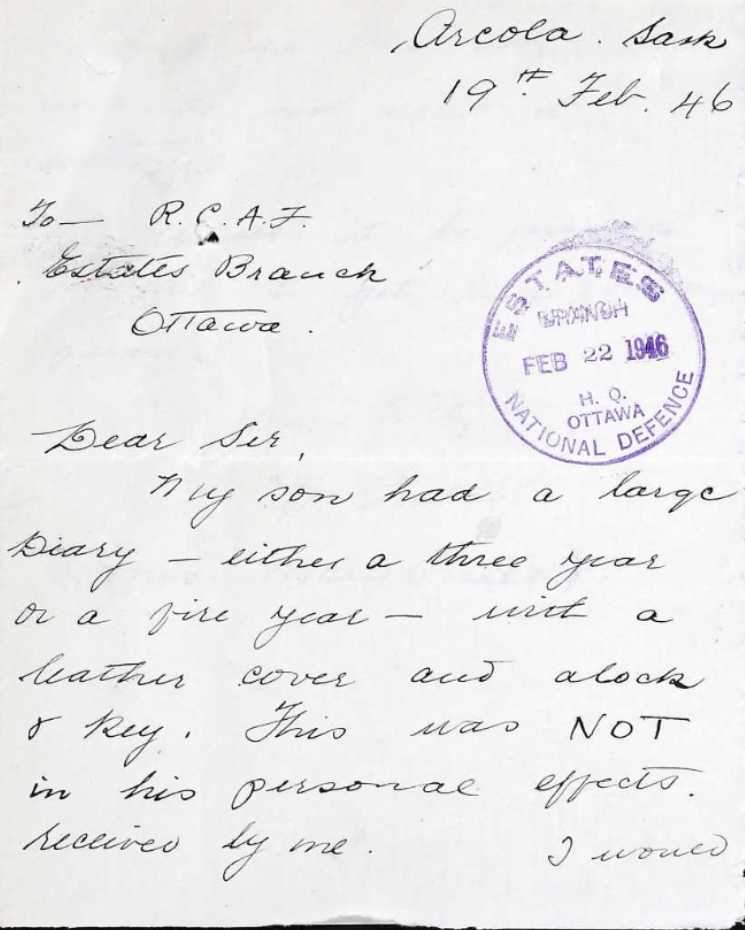 Arcola. Sask
19th Feb. 46
To— R.C.A.F.
Estates Branch
Ottawa.
ESTATES
BRANCH
FEB 22 1946
H. Q.
OTTAWA
NATIONAL DEFENCE
Dear Sir,
My son had a large
Diary – either a three year
or a five year – with a
leather cover and a lock
& key. This was NOT
in his personal effects.
received by me. I would